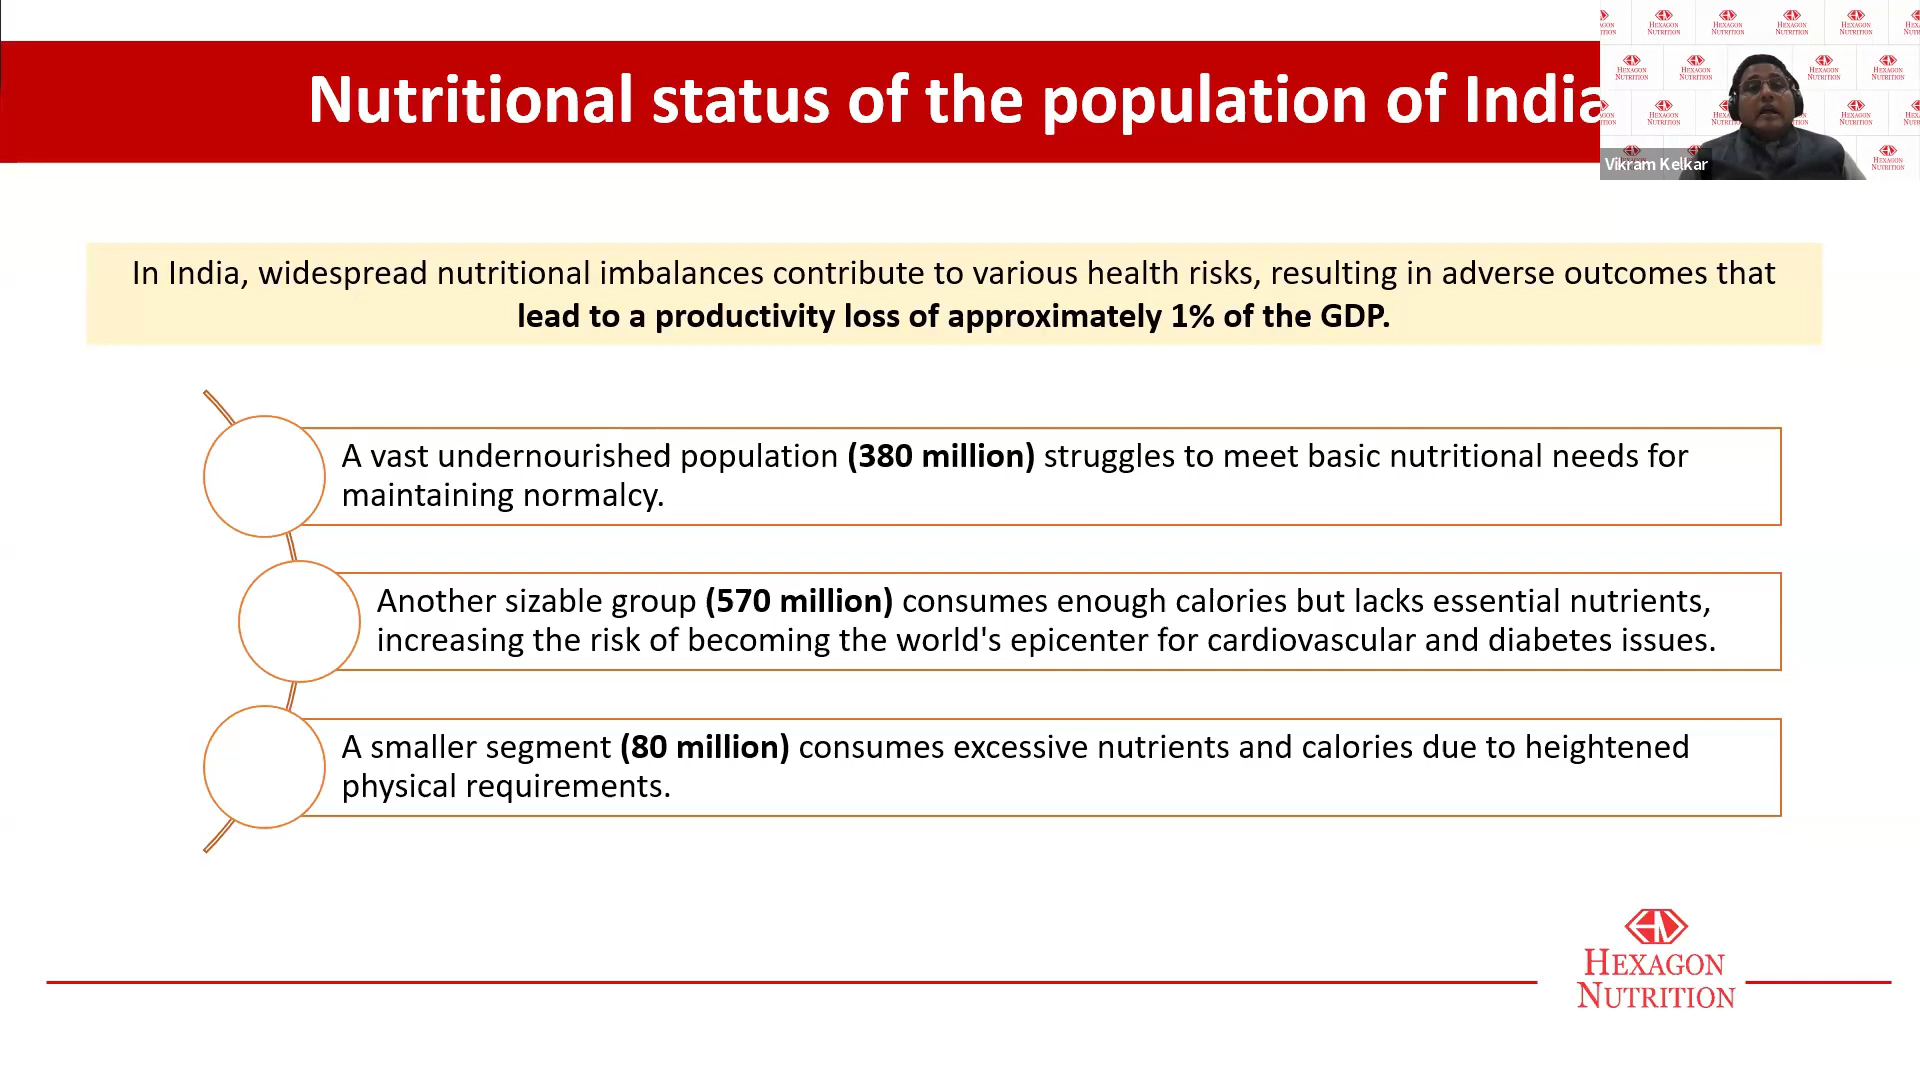 Nutritional status of the population of India
Vikram Kelkar
In India, widespread nutritional imbalances contribute to various health risks, resulting in adverse outcomes that
lead to a productivity loss of approximately 1% of the GDP.
A vast undernourished population (380 million) struggles to meet basic nutritional needs for
maintaining normalcy.
Another sizable group (570 million) consumes enough calories but lacks essential nutrients,
increasing the risk of becoming the world's epicenter for cardiovascular and diabetes issues.
A smaller segment (80 million) consumes excessive nutrients and calories due to heightened
physical requirements.
HEXAGON
NUTRITION